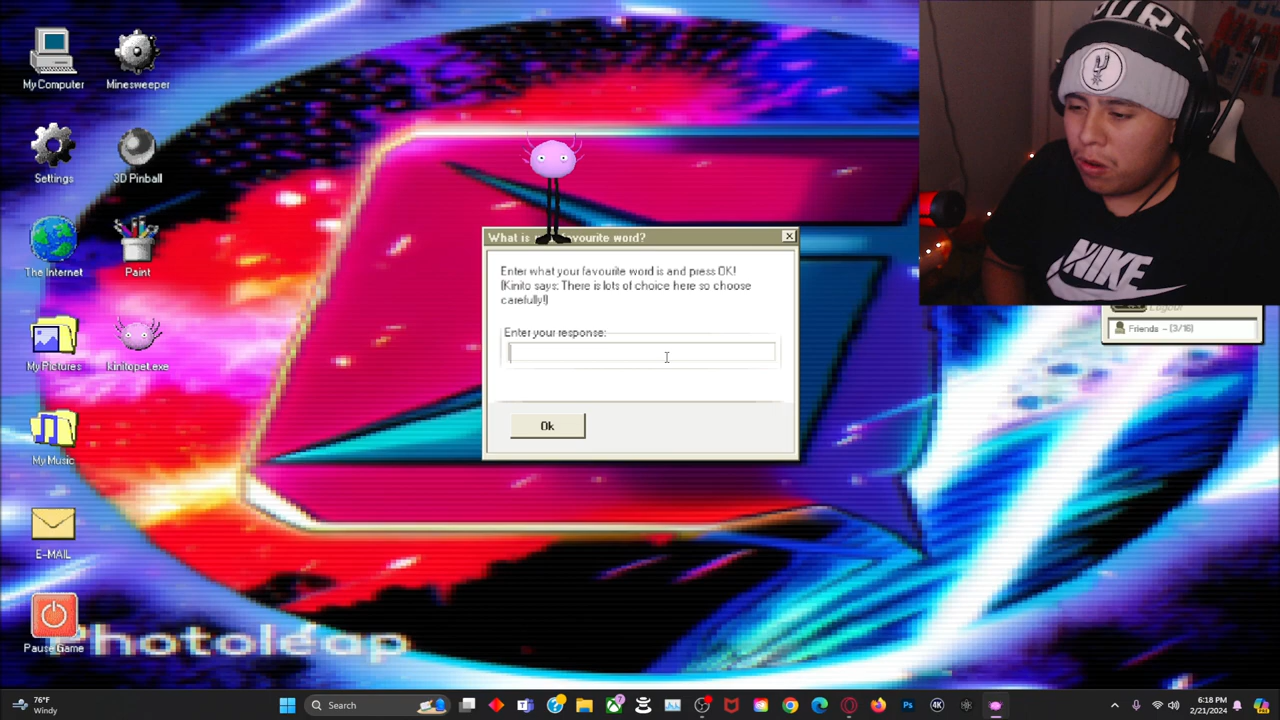 My Computer
Minesweeper
Settings
3D Pinball
The Internet
Paint
My Pictures
kinitopet.exe
My Music
E-MAIL
Pause Game
Photoleap
What is
favourite word?
Enter what your favourite word is and press OK!
(Kinito says: There is lots of choice here so choose
carefully!)
Enter your response:
Ok
NIKE
Logout
Friends - (3/16)
76°F
Windy
Search
6:18 PM
2/21/2024